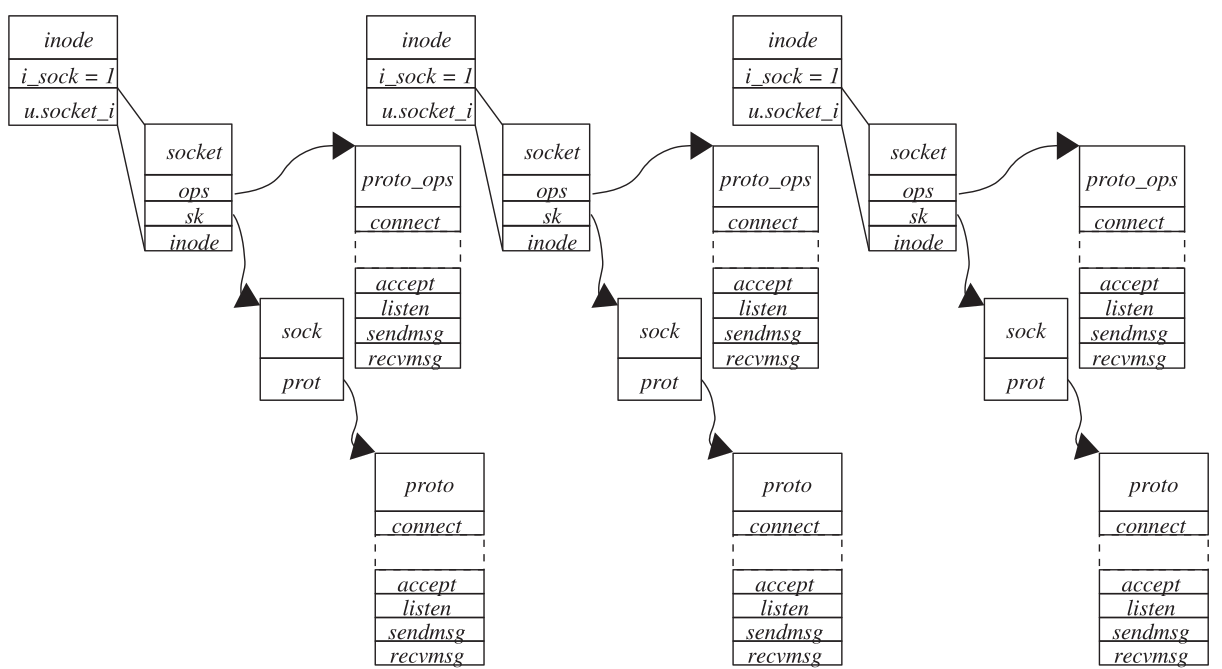 inode
i_sock = 1
u.socket_i
socket
ops
sk
inode
proto_ops
connect
accept
listen
sendmsg
recvmsg
sock
prot
proto
connect
accept
listen
sendmsg
recvmsg
inode
i_sock = 1
u.socket_i
socket
ops
sk
inode
proto_ops
connect
accept
listen
sendmsg
recvmsg
sock
prot
proto
connect
accept
listen
sendmsg
recvmsg
inode
i_sock = 1
u.socket_i
socket
ops
sk
inode
proto_ops
connect
accept
listen
sendmsg
recvmsg
sock
prot
proto
connect
accept
listen
sendmsg
recvmsg